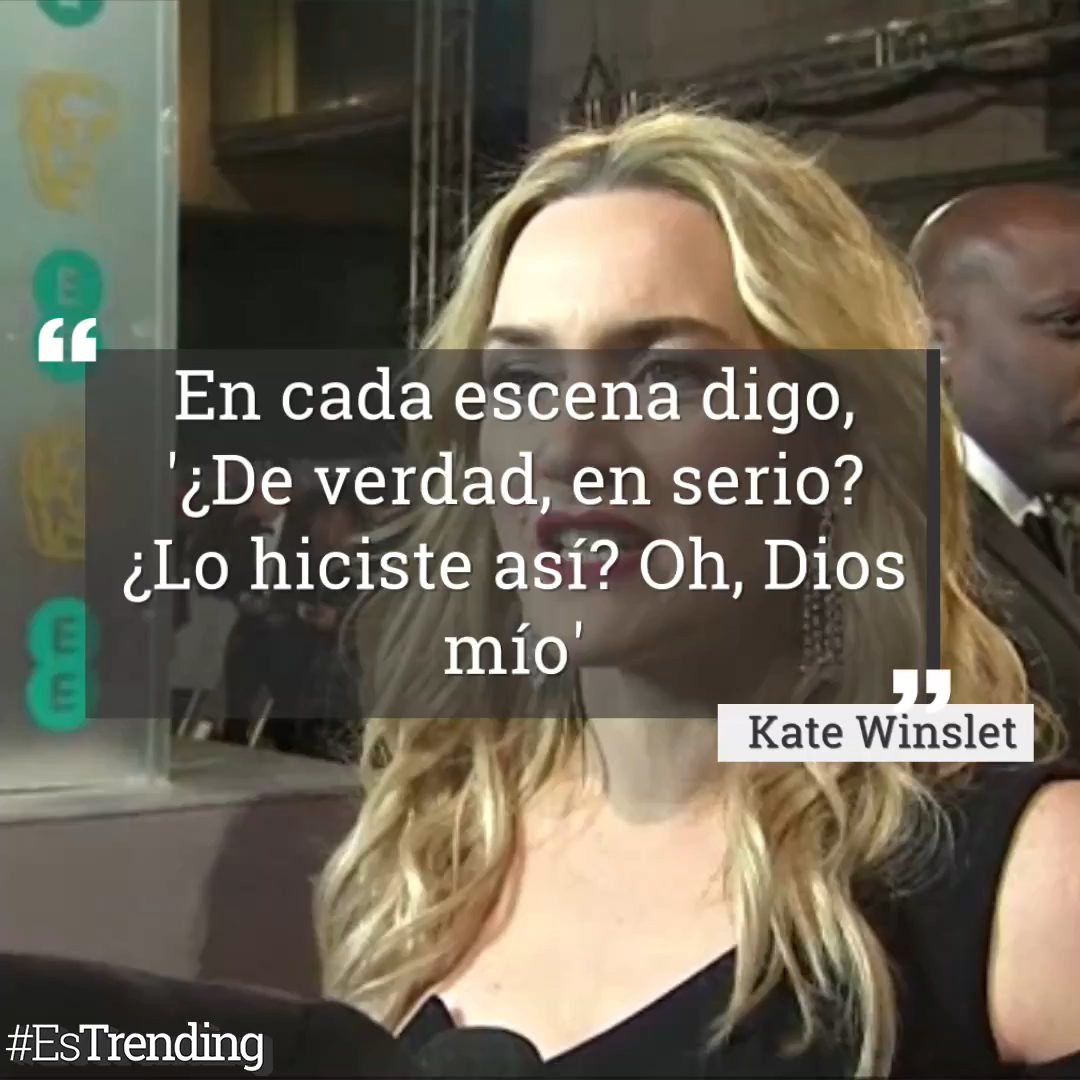 “
'En cada escena digo,
'¿De verdad, en serio?
¿Lo hiciste así? Oh, Dios
mío'
”
Kate Winslet
#EsTrending
E
E
E